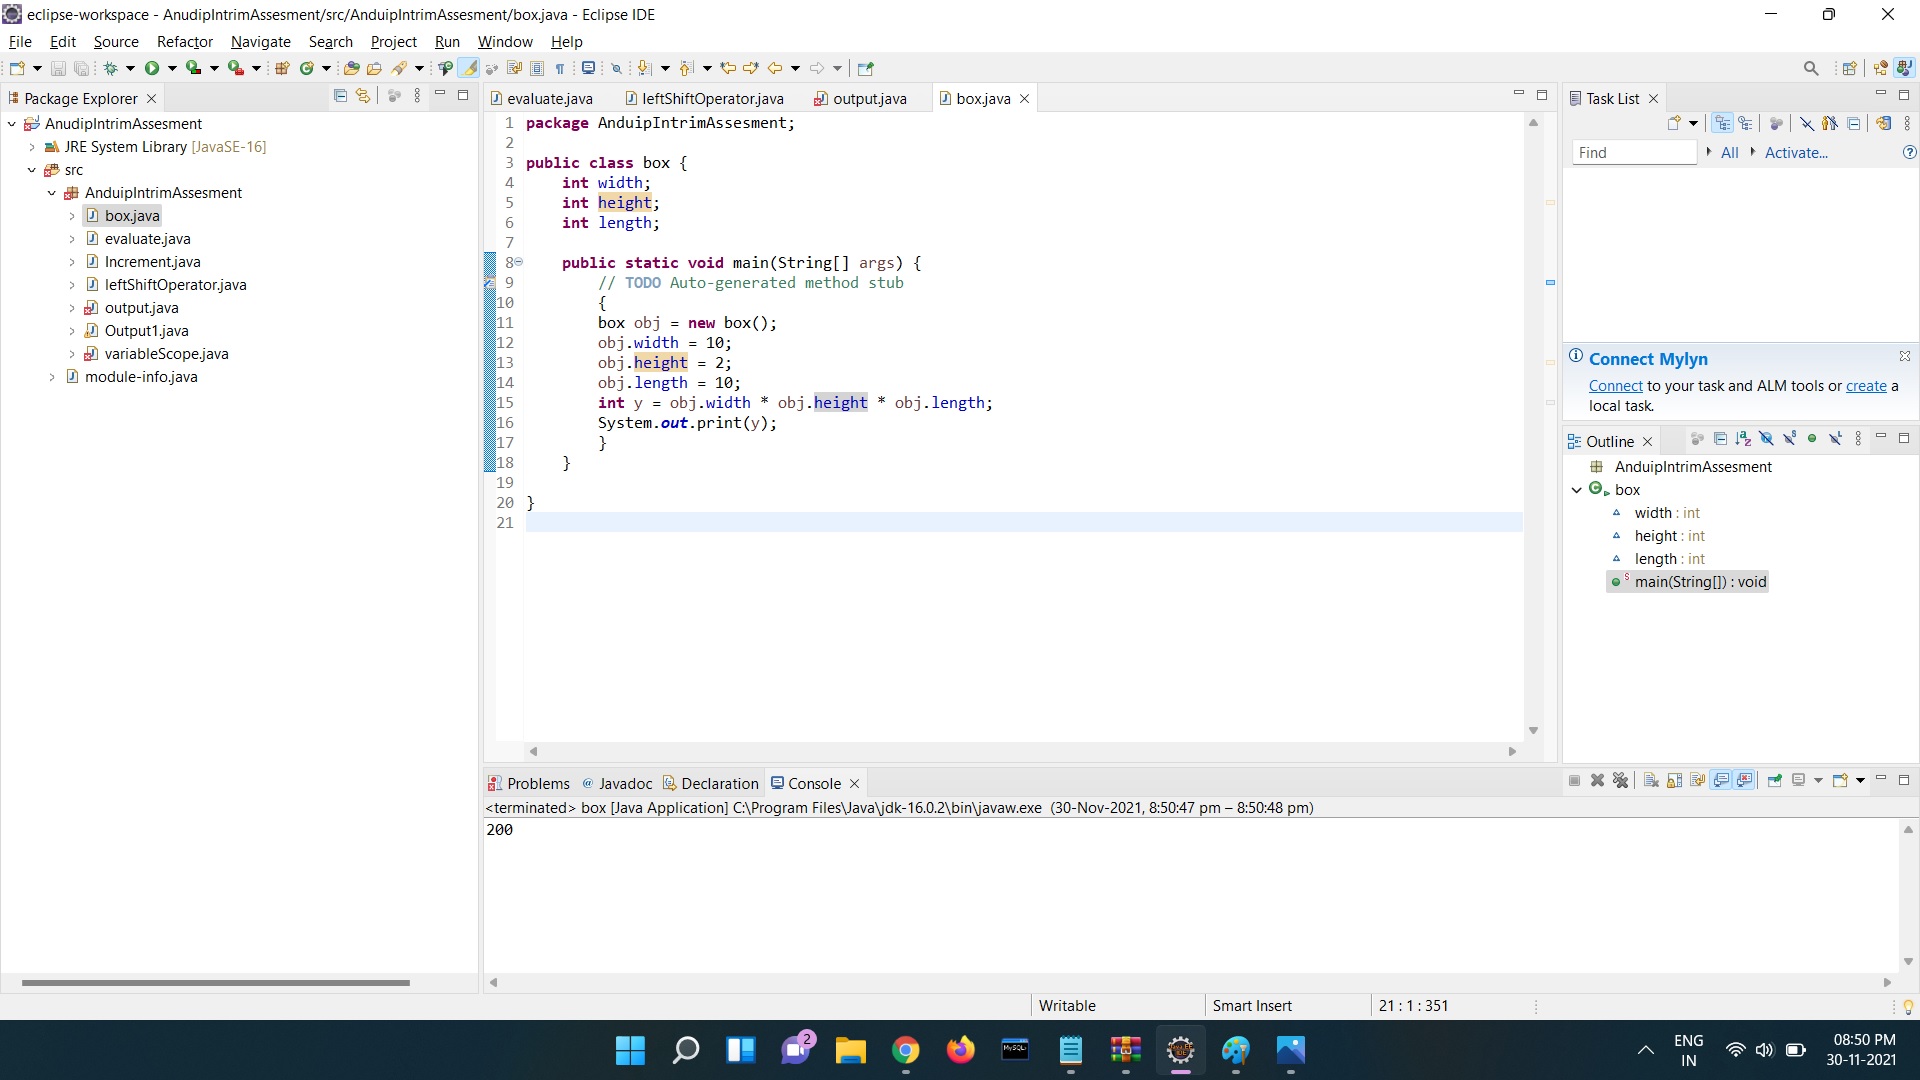 eclipse-workspace - AnudipIntrimAssesment/src/AnduipIntrimAssesment/box.java - Eclipse IDE
File Edit Source Refactor Navigate Search Project Run Window Help
Package Explorer
AnudipIntrimAssesment
JRE System Library [JavaSE-16]
src
AnduipIntrimAssesment
box.java
evaluate.java
Increment.java
leftShiftOperator.java
output.java
Output1.java
variableScope.java
module-info.java
evaluate.java leftShiftOperator.java output.java box.java
1 package AnduipIntrimAssesment;
2
3 public class box {
4 int width;
5 int height;
6 int length;
7
8 public static void main(String[] args) {
9 // TODO Auto-generated method stub
10 {
11 box obj = new box();
12 obj.width = 10;
13 obj.height = 2;
14 obj.length = 10;
15 int y = obj.width * obj.height * obj.length;
16 System.out.print(y);
17 }
18 }
19
20 }
21
Task List
Find All Activate...
Connect Mylyn
Connect to your task and ALM tools or create a
local task.
Outline
AnduipIntrimAssesment
box
width : int
height : int
length : int
main(String[]) : void
Problems Javadoc Declaration Console
<terminated> box [Java Application] C:\Program Files\Java\jdk-16.0.2\bin\javaw.exe (30-Nov-2021, 8:50:47 pm – 8:50:48 pm)
200
Writable Smart Insert 21 : 1 : 351
2
MySQL
ENG
IN
08:50 PM
30-11-2021